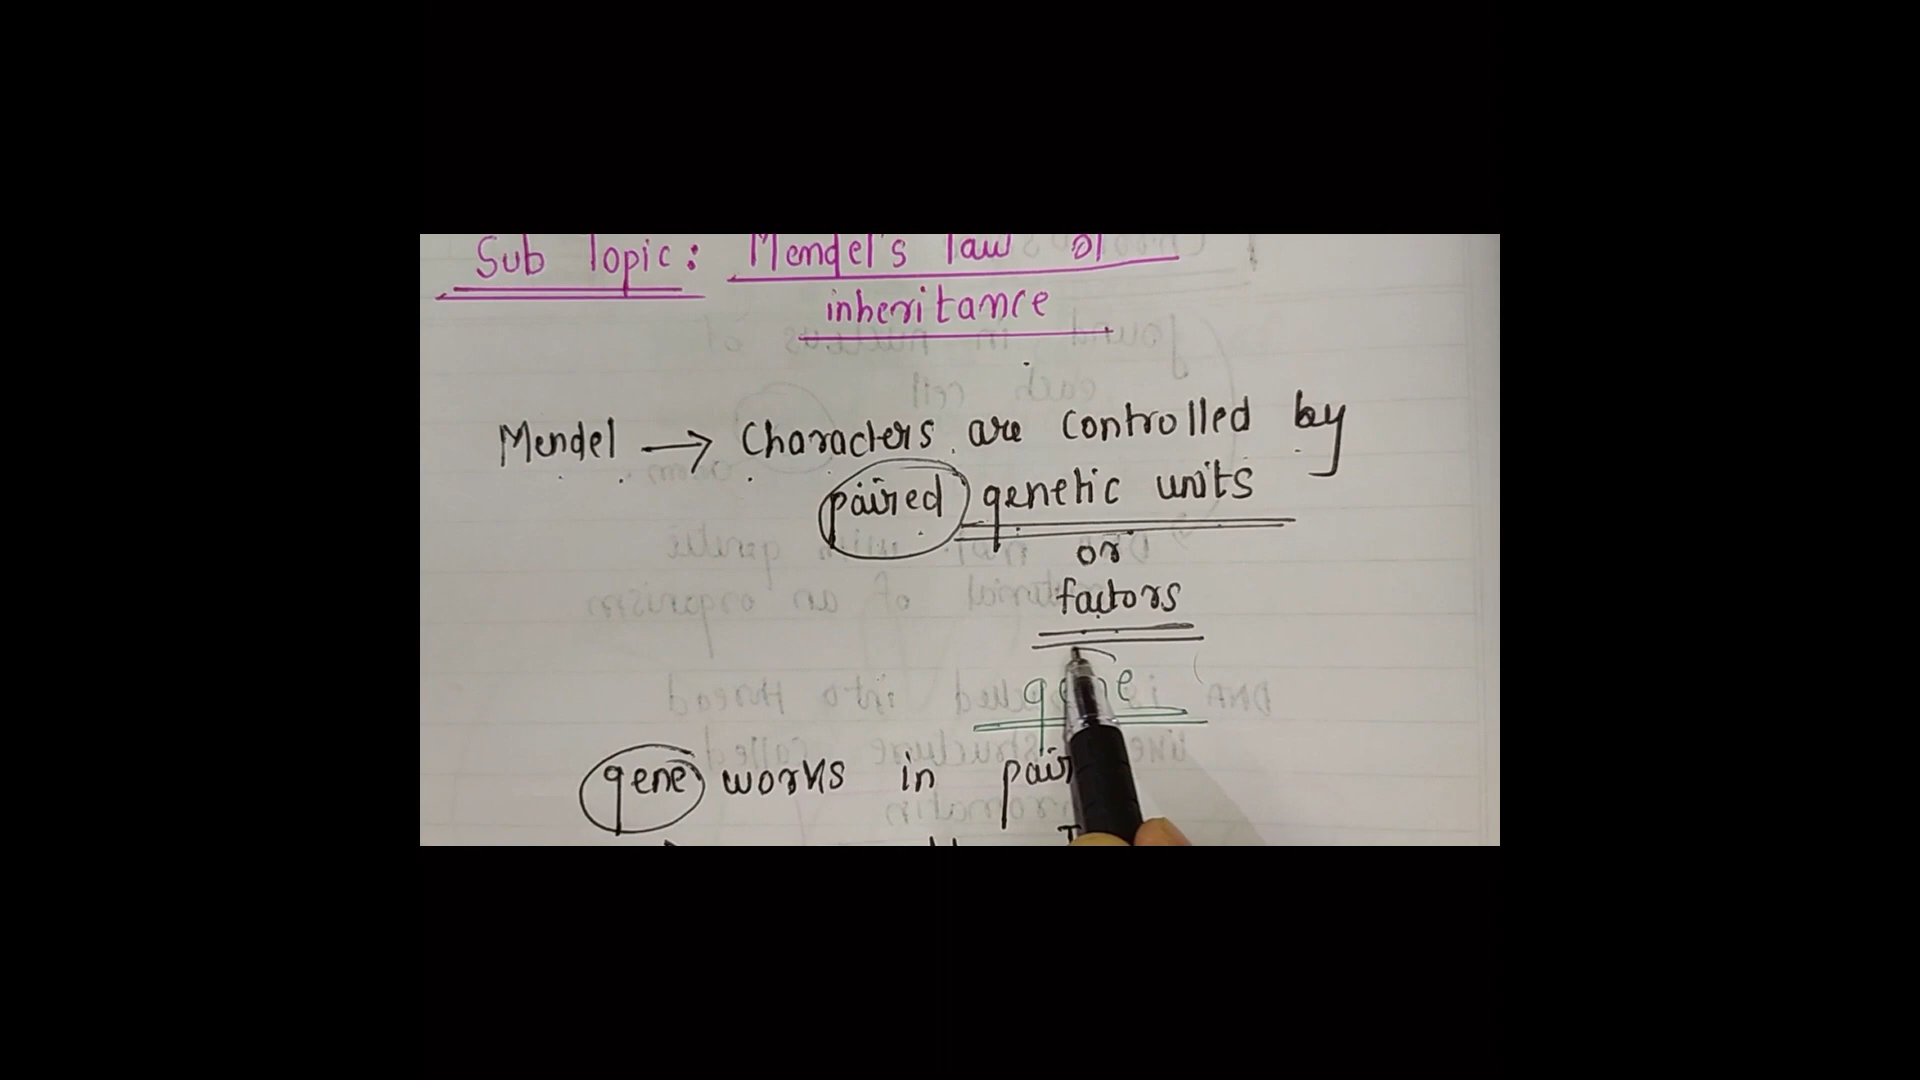 Sub Topic: Mendel's law of
inheritance
Mendel → Characters are controlled by
paired genetic units
or
factors
gene
gene works in pair